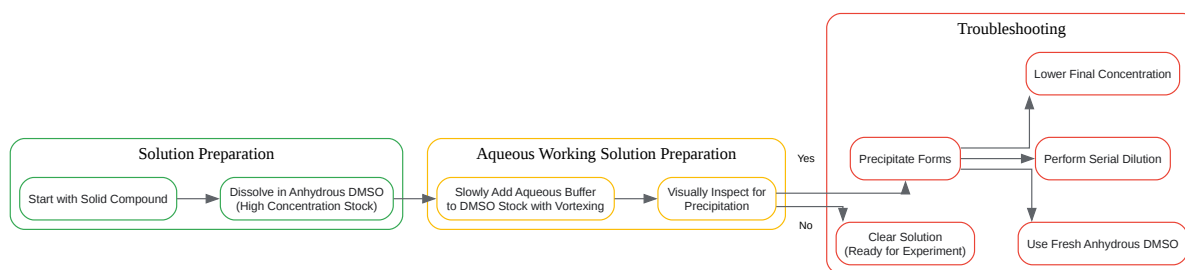 Solution Preparation
Start with Solid Compound
Dissolve in Anhydrous DMSO
(High Concentration Stock)
Aqueous Working Solution Preparation
Slowly Add Aqueous Buffer
to DMSO Stock with Vortexing
Visually Inspect for
Precipitation
Yes
No
Troubleshooting
Precipitate Forms
Clear Solution
(Ready for Experiment)
Lower Final Concentration
Perform Serial Dilution
Use Fresh Anhydrous DMSO